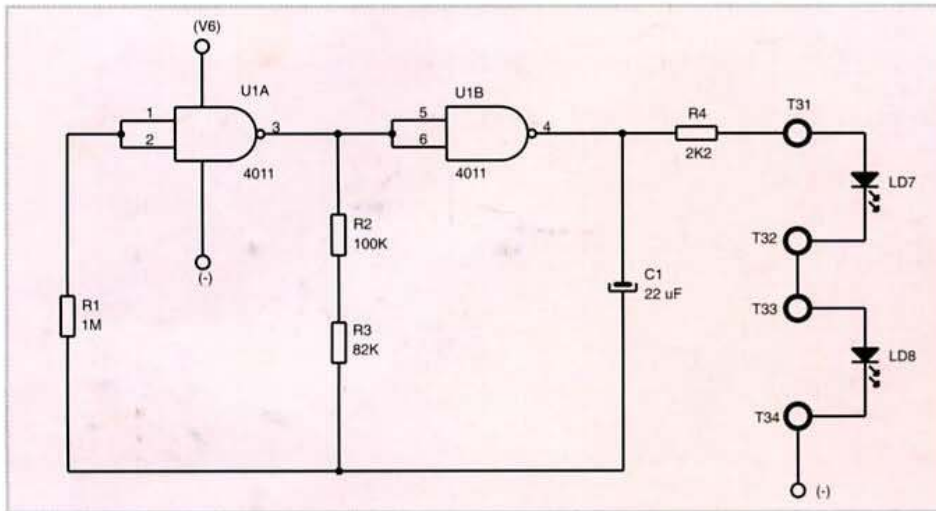 (V6)
U1A
U1B
1
2
3
4011
5
6
4
4011
R4
2K2
T31
LD7
T32
T33
LD8
T34
(-)
(-)
R1
1M
R2
100K
R3
82K
C1
22 uF